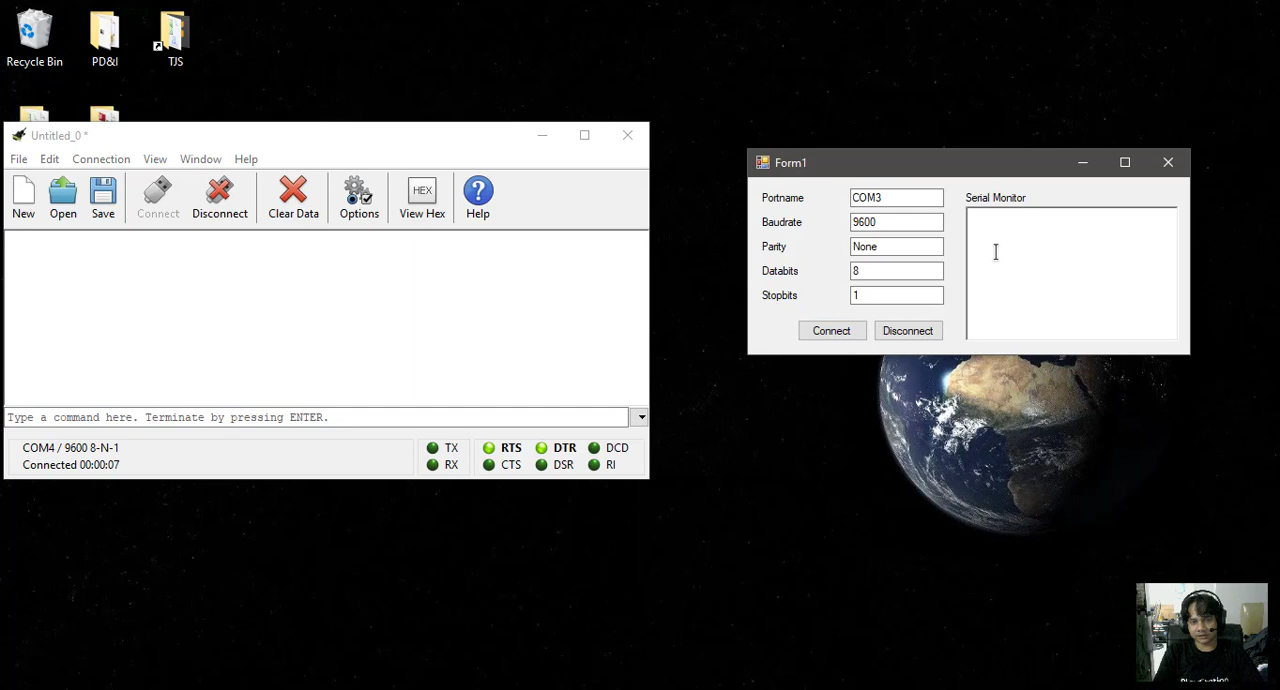 Recycle Bin
PD&I
TJS
Untitled_0 *
File Edit Connection View Window Help
New Open Save Connect Disconnect Clear Data Options View Hex Help
HEX
?
Type a command here. Terminate by pressing ENTER.
COM4 / 9600 8-N-1
Connected 00:00:07
TX RTS DTR DCD
RX CTS DSR RI
Form1
Portname COM3
Baudrate 9600
Parity None
Databits 8
Stopbits 1
Connect Disconnect
Serial Monitor